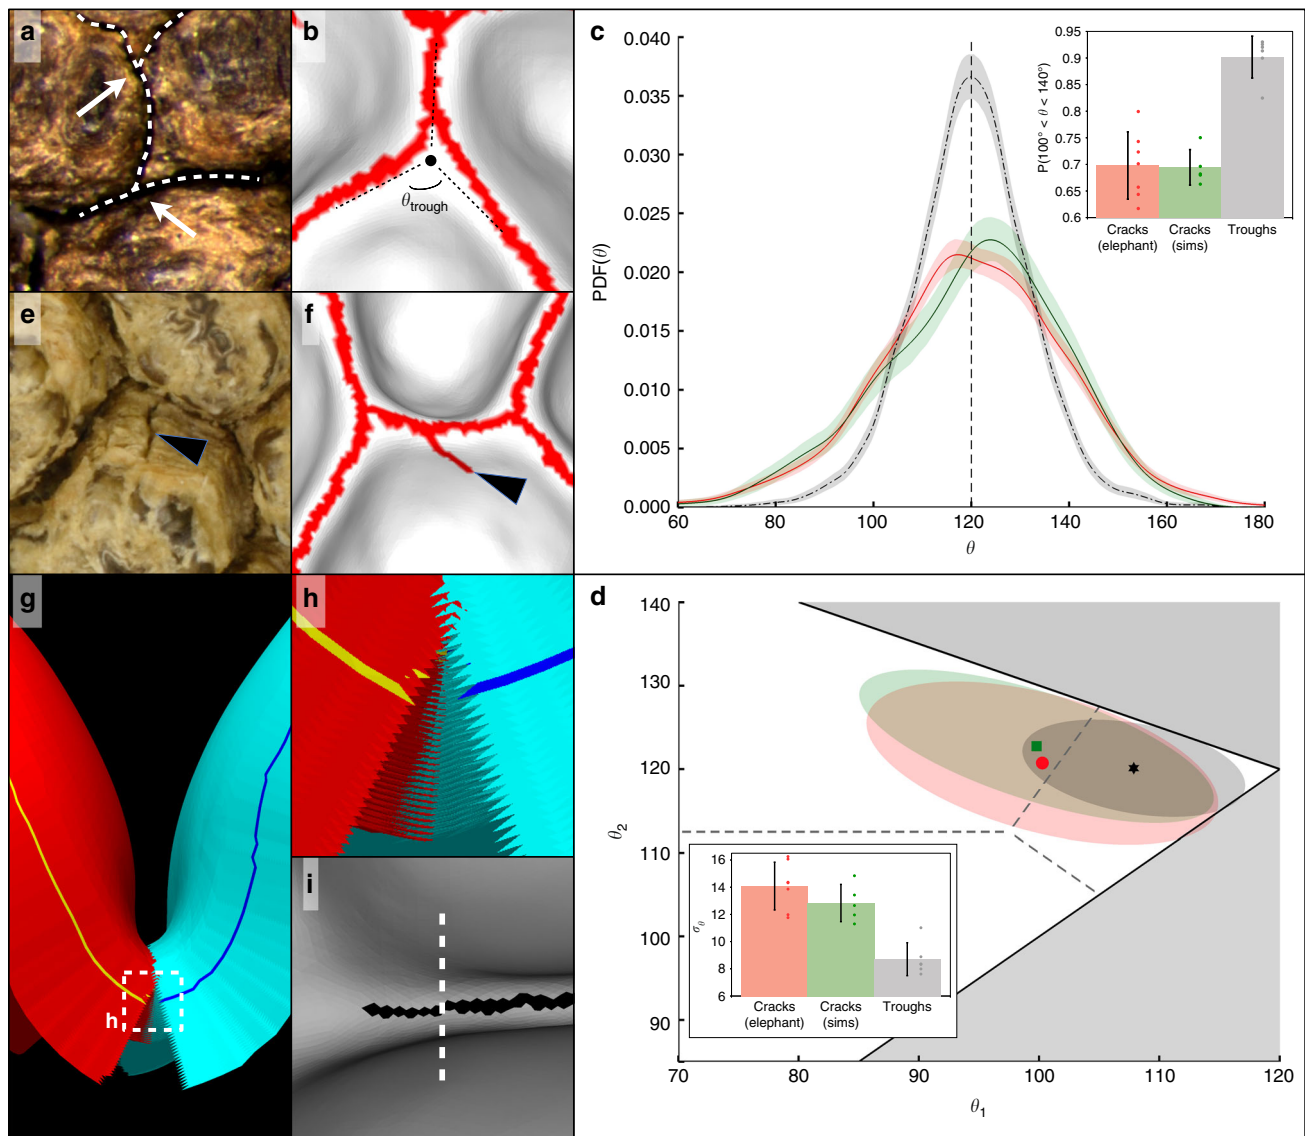 a
b
θtrough
c
0.040
0.035
0.030
0.025
0.020
0.015
0.010
0.005
0.000
PDF(θ)
60
80
100
120
140
160
180
θ
0.95
0.9
0.85
0.8
0.75
0.7
0.65
0.6
P(100° < θ < 140°)
Cracks
(elephant)
Cracks
(sims)
Troughs
e
f
g
h
h
i
d
140
130
120
110
100
90
θ2
70
80
90
100
110
120
θ1
16
14
12
10
8
6
σθ
Cracks
(elephant)
Cracks
(sims)
Troughs